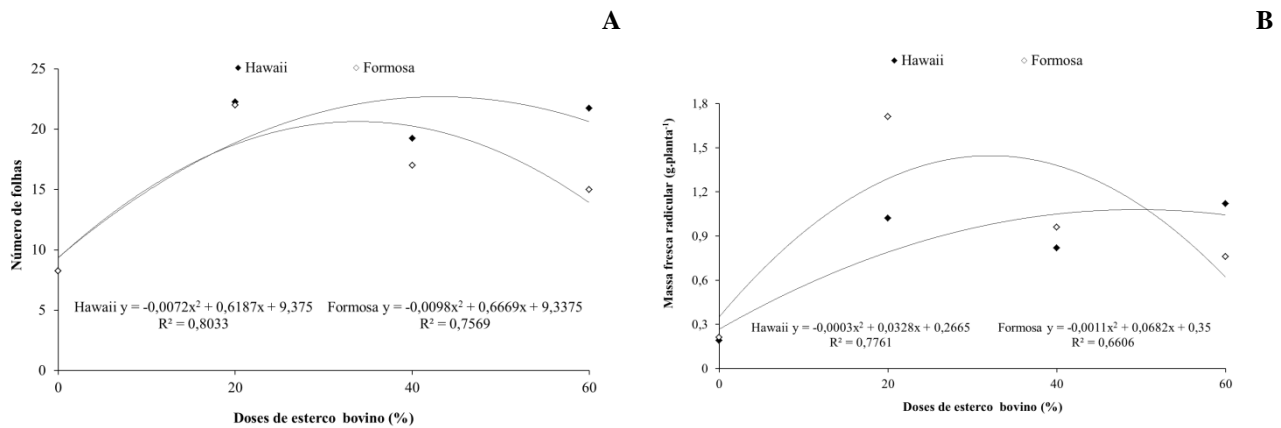 A
Hawaii Formosa
25
20
15
10
5
0
Número de folhas
Hawaii y = -0,0072x² + 0,6187x + 9,375
R² = 0,8033
Formosa y = -0,0098x² + 0,6669x + 9,3375
R² = 0,7569
0 20 40 60
Doses de esterco bovino (%)
B
Hawaii Formosa
1,8
1,5
1,2
0,9
0,6
0,3
0
Massa fresca radicular (g.planta⁻¹)
Hawaii y = -0,0003x² + 0,0328x + 0,2665
R² = 0,7761
Formosa y = -0,0011x² + 0,0682x + 0,35
R² = 0,6606
0 20 40 60
Doses de esterco bovino (%)